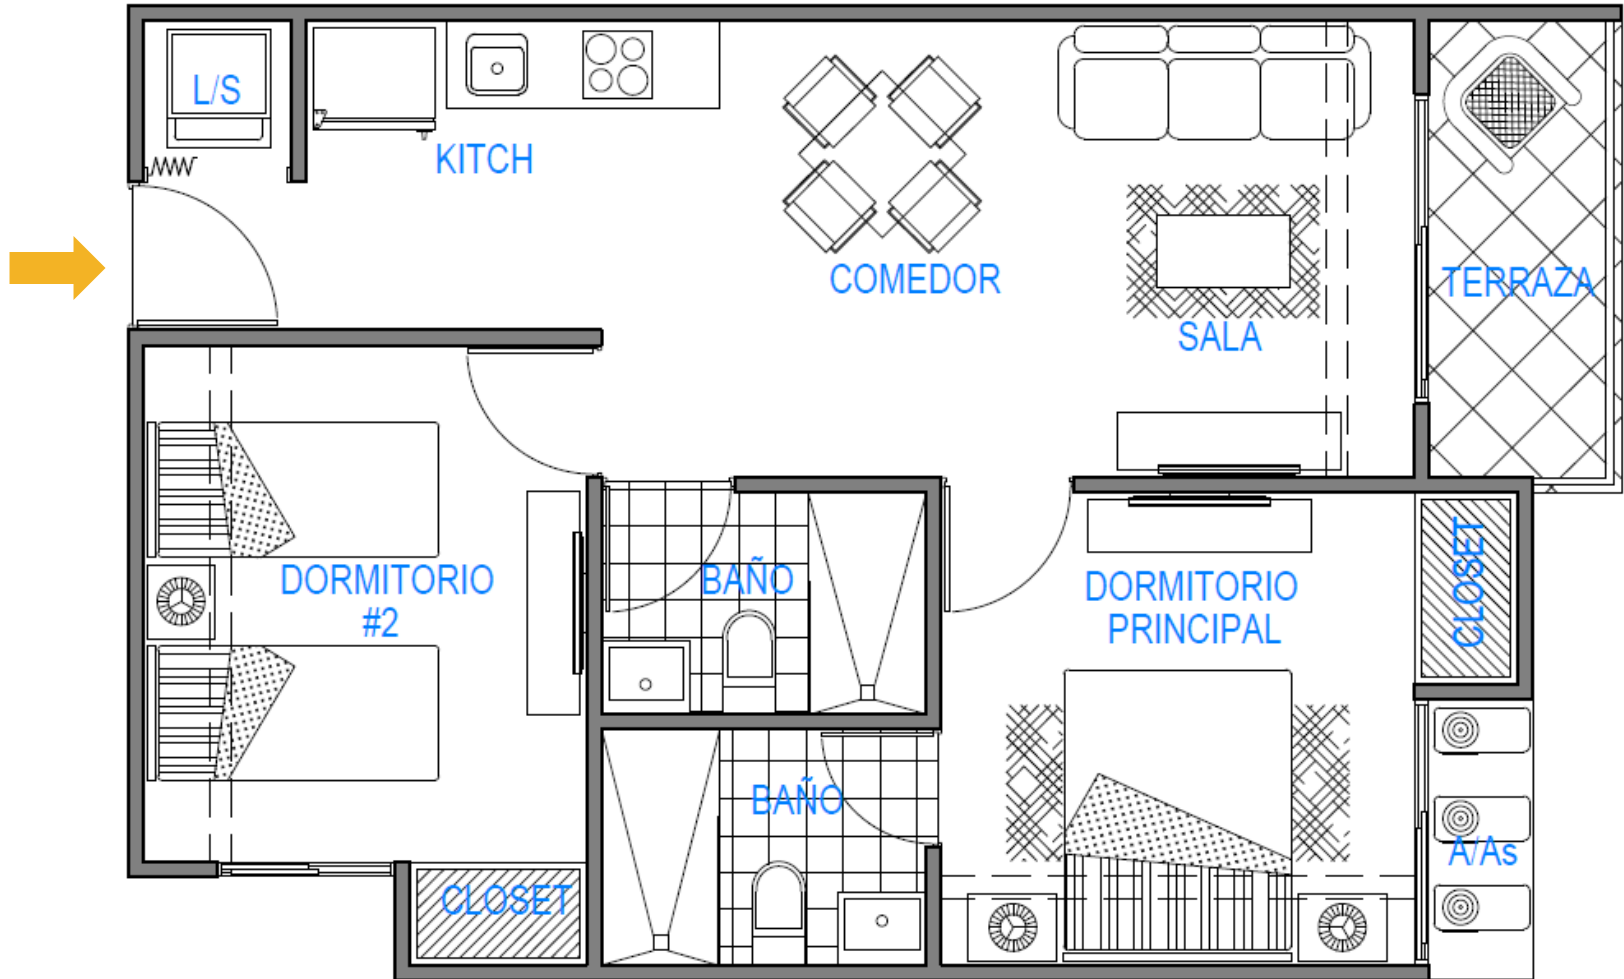 L/S
KITCH
COMEDOR
SALA
TERRAZA
DORMITORIO
#2
BAÑO
DORMITORIO
PRINCIPAL
CLOSET
BAÑO
A/As
CLOSET